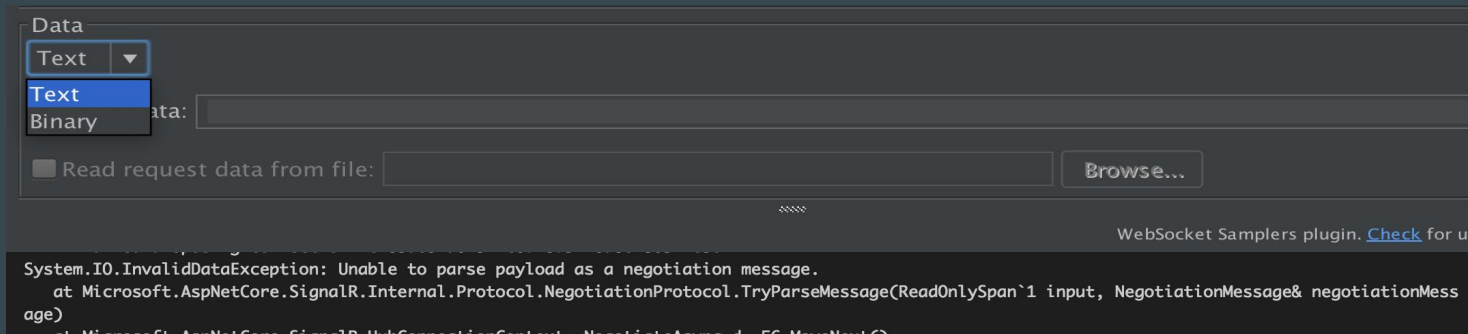 Data
Text
Text
Binary
ata:
Read request data from file:
Browse...
WebSocket Samplers plugin. Check for u
System.IO.InvalidDataException: Unable to parse payload as a negotiation message.
at Microsoft.AspNetCore.SignalR.Internal.Protocol.NegotiationProtocol.TryParseMessage(ReadOnlySpan`1 input, NegotiationMessage& negotiationMess
age)